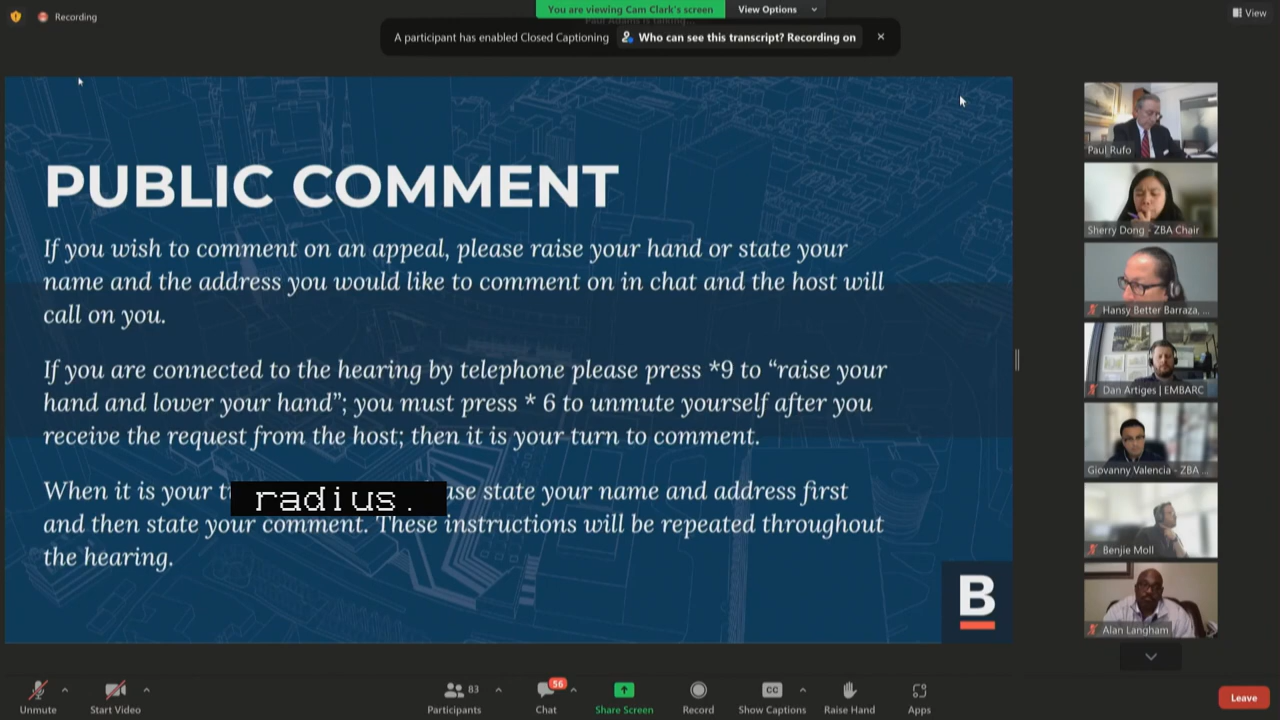 You are viewing Cam Clark's screen
View Options
Recording
View
Paul Adams is talking...
A participant has enabled Closed Captioning
Who can see this transcript? Recording on
PUBLIC COMMENT
If you wish to comment on an appeal, please raise your hand or state your
name and the address you would like to comment on in chat and the host will
call on you.
If you are connected to the hearing by telephone please press *9 to “raise your
hand and lower your hand”; you must press * 6 to unmute yourself after you
receive the request from the host; then it is your turn to comment.
When it is your
radius.
state your name and address first
and then state your comment. These instructions will be repeated throughout
the hearing.
B
Paul Rufo
Sherry Dong - ZBA Chair
Hansy Better Barraza, ...
Dan Artiges | EMBARC
Giovanny Valencia - ZBA ...
Benjie Moll
Alan Langham
Unmute
Start Video
Participants
83
Chat
56
Share Screen
Record
CC
Show Captions
Raise Hand
Apps
Leave